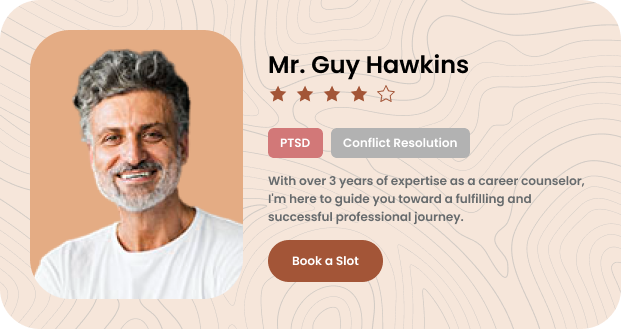 Mr. Guy Hawkins
PTSD
Conflict Resolution
With over 3 years of expertise as a career counselor,
I'm here to guide you toward a fulfilling and
successful professional journey.
Book a Slot